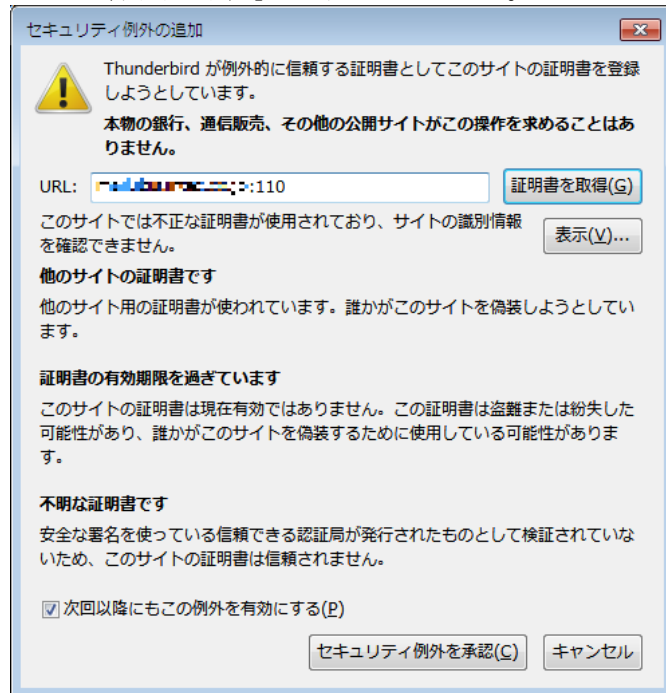 セキュリティ例外の追加
Thunderbird が例外的に信頼する証明書としてこのサイトの証明書を登録
しようとしています。
本物の銀行、通信販売、その他の公開サイトがこの操作を求めることはあ
りません。
URL: :110 証明書を取得(G)
このサイトでは不正な証明書が使用されており、サイトの識別情報
を確認できません。
表示(V)...
他のサイトの証明書です
他のサイト用の証明書が使われています。誰かがこのサイトを偽装しようとしてい
ます。
証明書の有効期限を過ぎています
このサイトの証明書は現在有効ではありません。この証明書は盗難または紛失した
可能性があり、誰かがこのサイトを偽装するために使用している可能性がありま
す。
不明な証明書です
安全な署名を使っている信頼できる認証局が発行されたものとして検証されていな
いため、このサイトの証明書は信頼されません。
次回以降にもこの例外を有効にする(P)
セキュリティ例外を承認(C) キャンセル